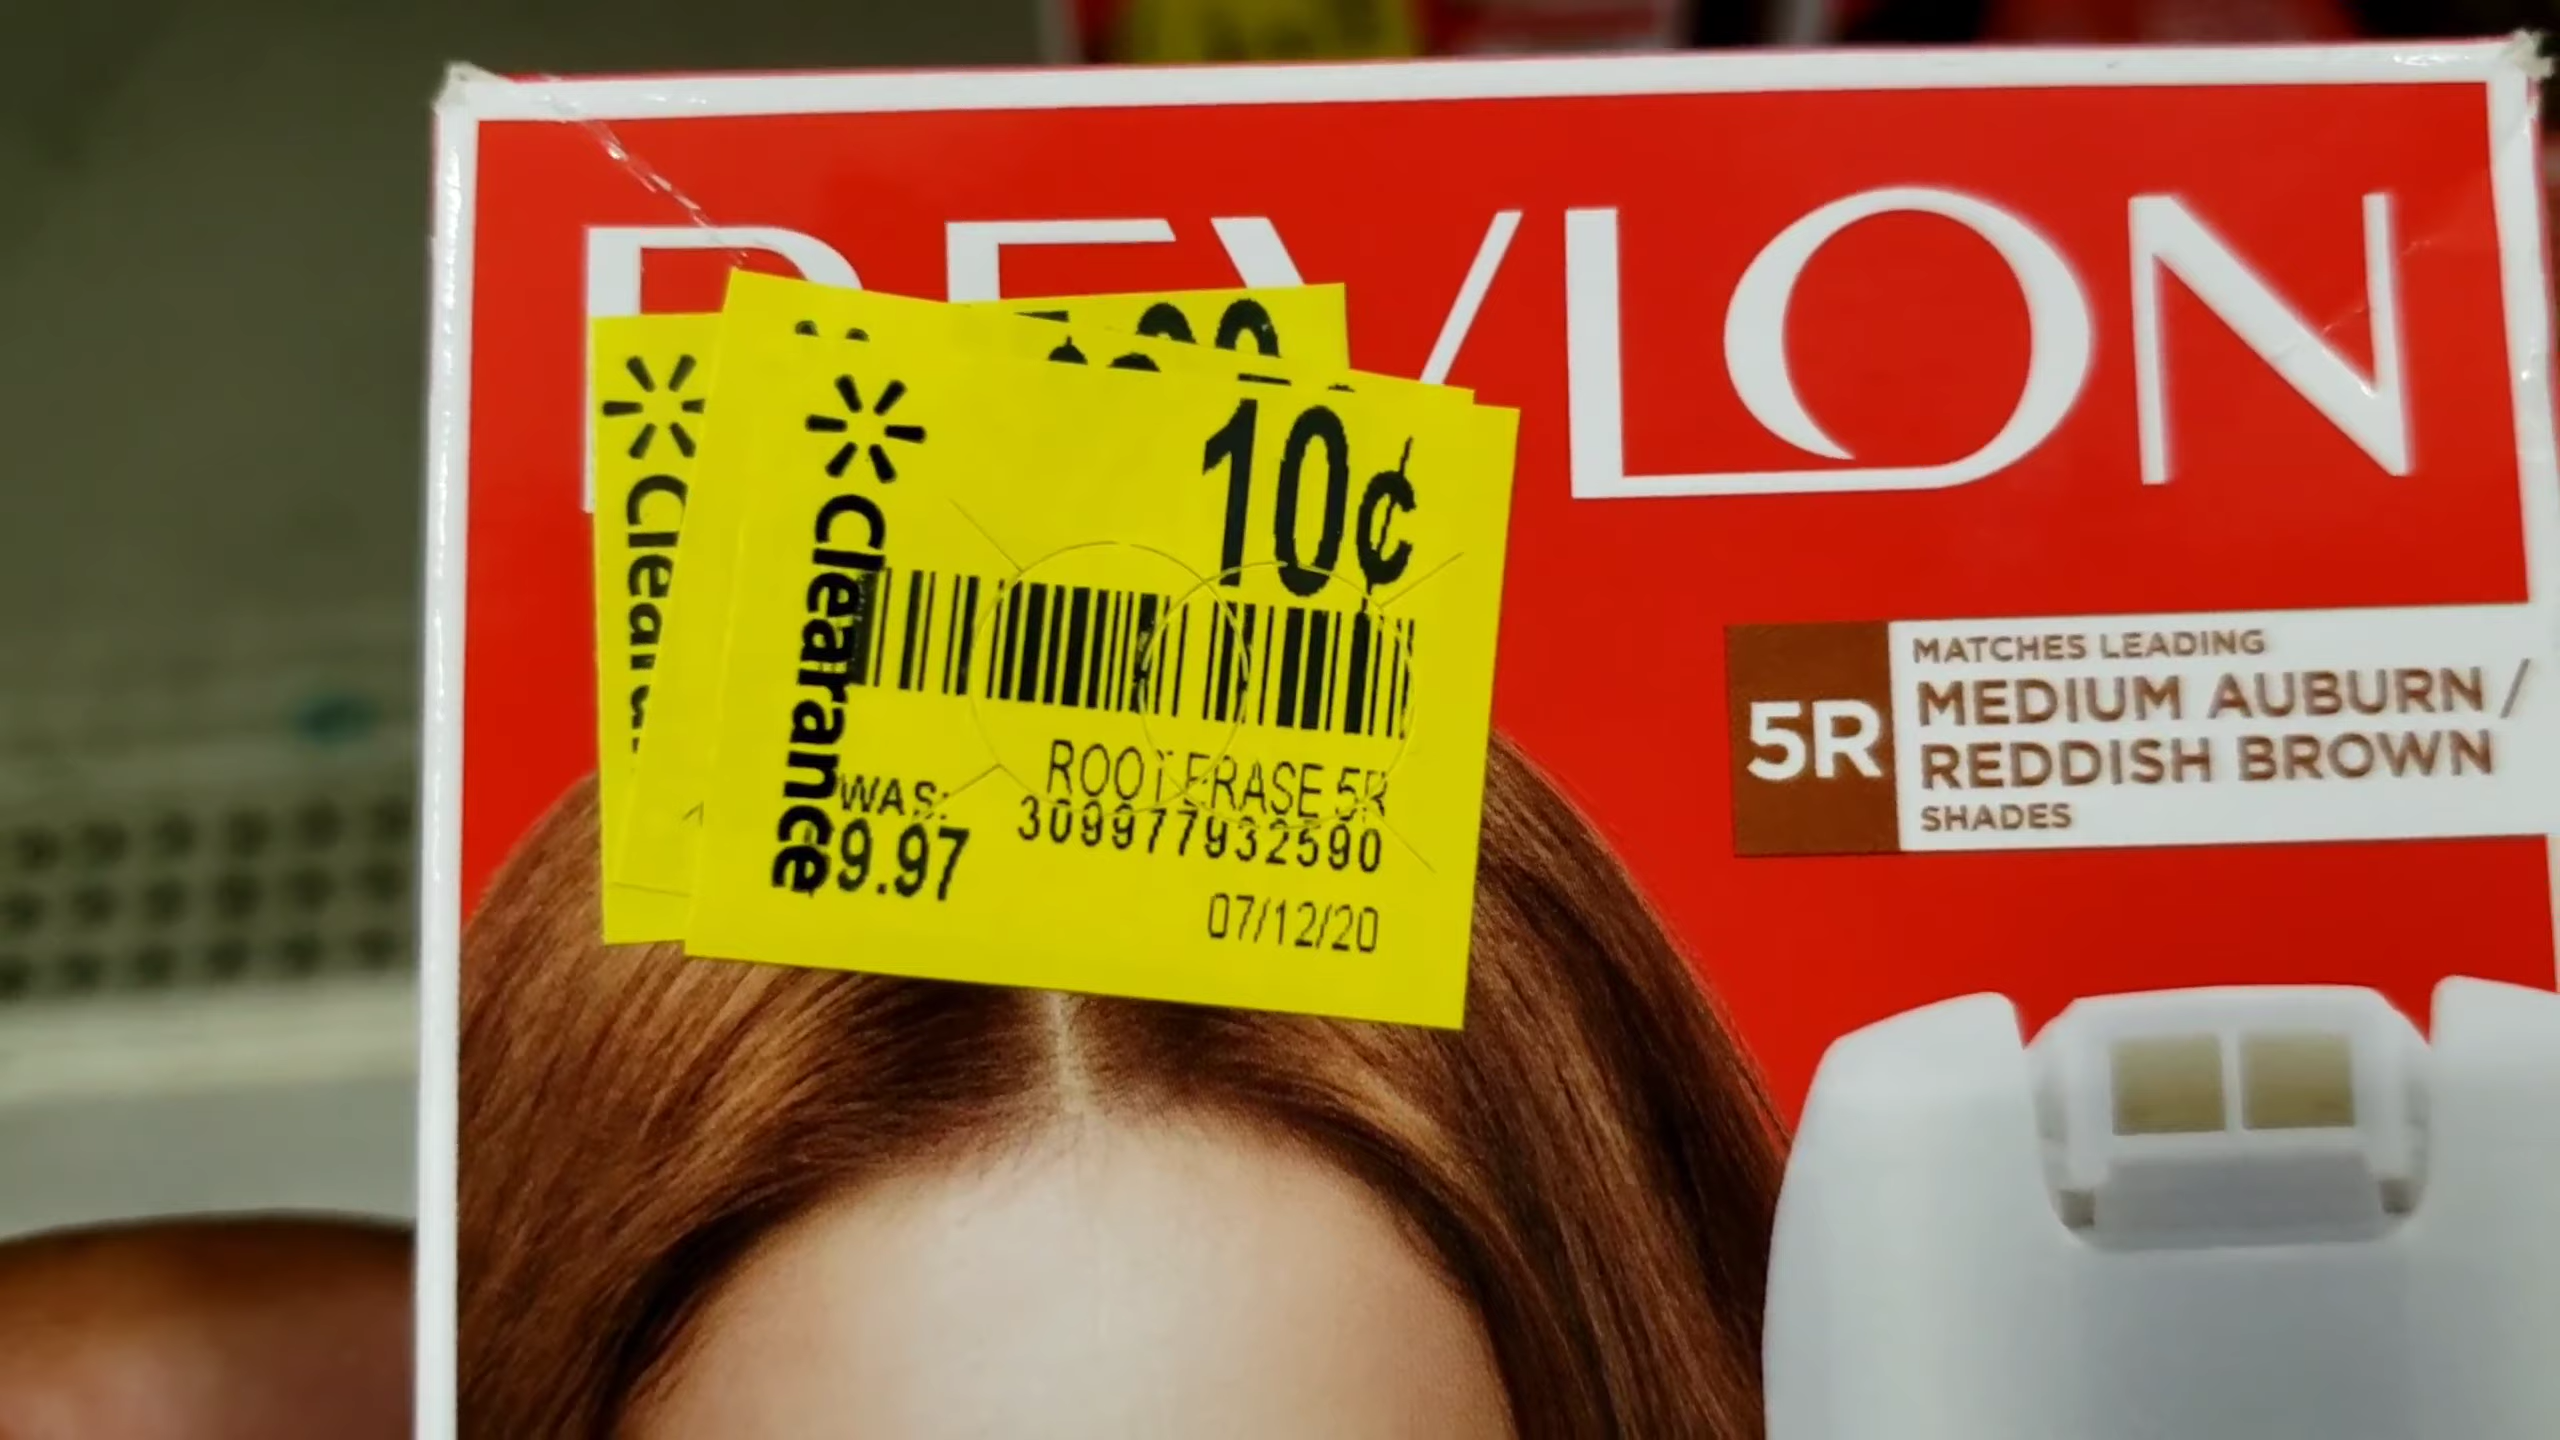 REVLON
Clearance
10¢
ROOT ERASE 5R
WAS:
309977932590
9.97
07/12/20
5R
MATCHES LEADING
MEDIUM AUBURN /
REDDISH BROWN
SHADES